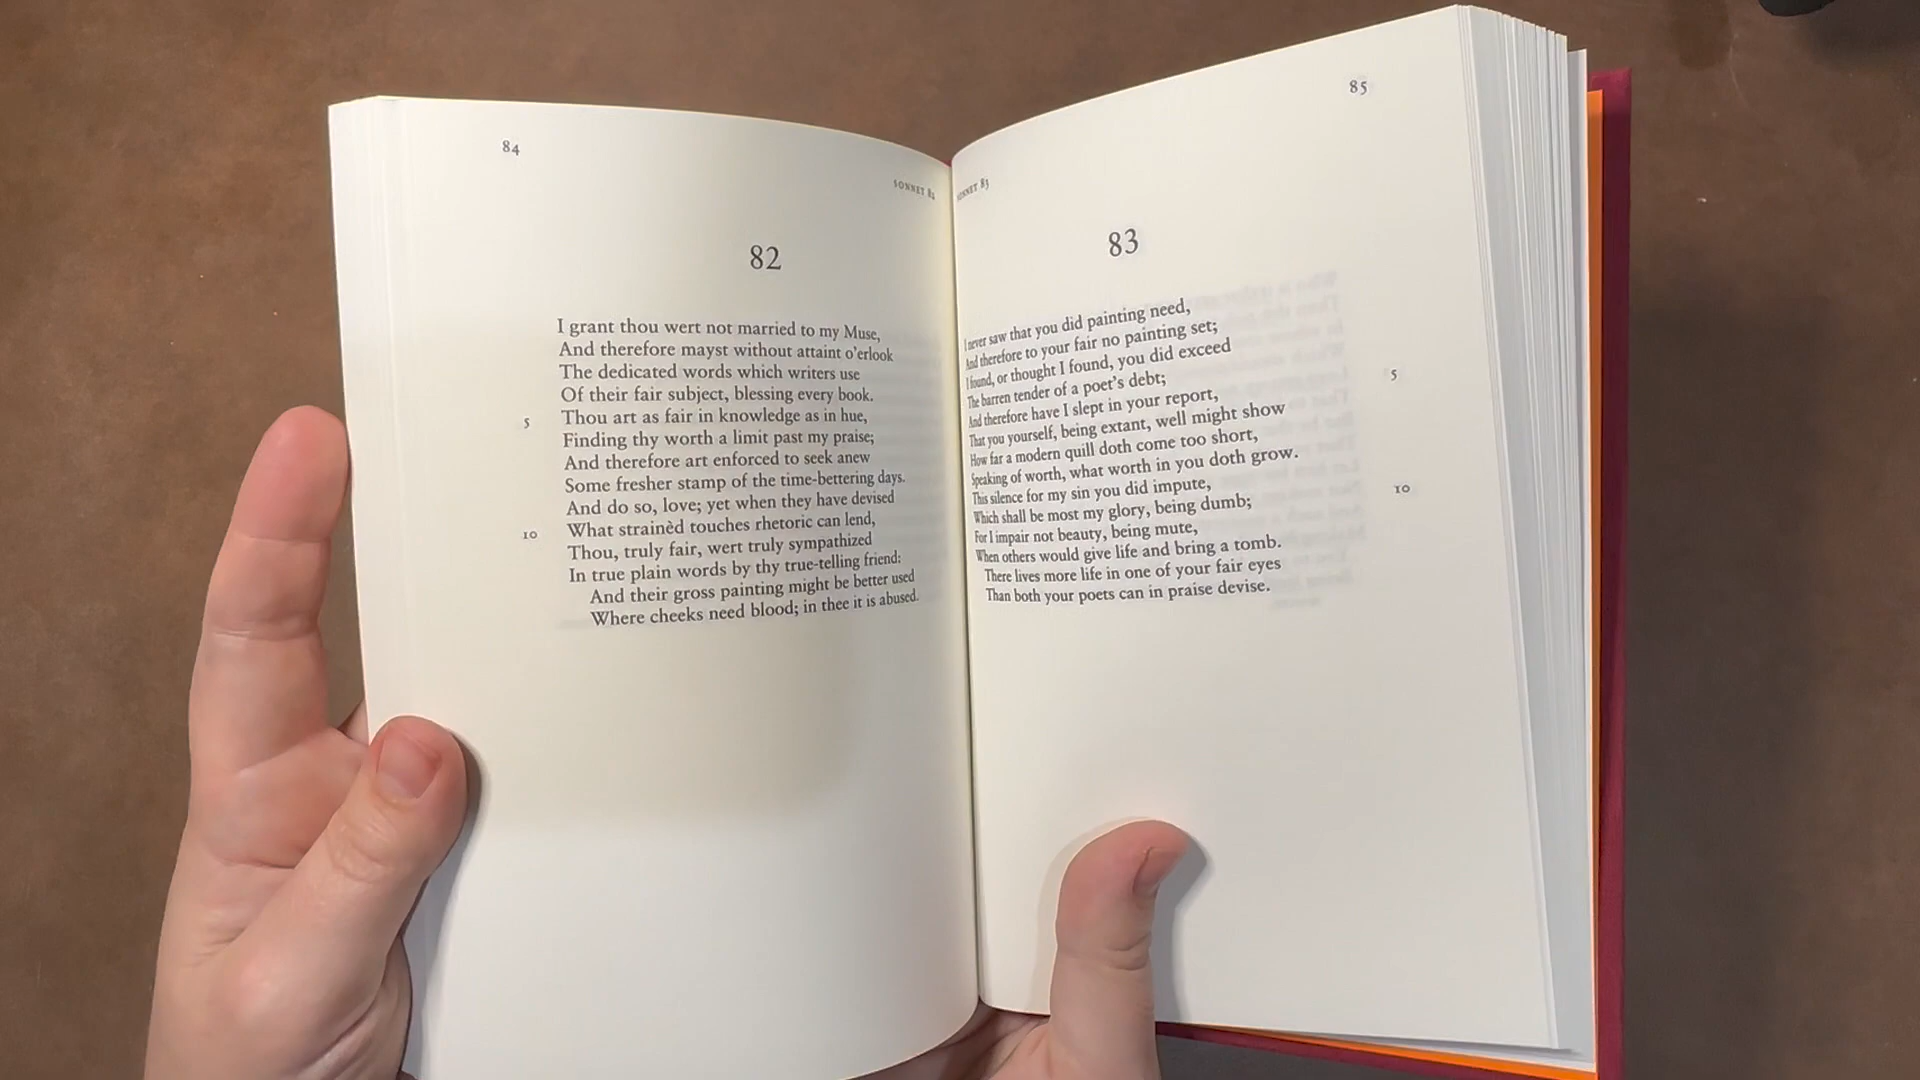 84
SONNET 82
82
I grant thou wert not married to my Muse,
And therefore mayst without attaint o'erlook
The dedicated words which writers use
Of their fair subject, blessing every book.
5 Thou art as fair in knowledge as in hue,
Finding thy worth a limit past my praise;
And therefore art enforced to seek anew
Some fresher stamp of the time-bettering days.
And do so, love; yet when they have devised
10 What strainèd touches rhetoric can lend,
Thou, truly fair, wert truly sympathized
In true plain words by thy true-telling friend:
And their gross painting might be better used
Where cheeks need blood; in thee it is abused.
85
SONNET 83
83
I never saw that you did painting need,
And therefore to your fair no painting set;
I found, or thought I found, you did exceed
The barren tender of a poet's debt;
And therefore have I slept in your report, 5
That you yourself, being extant, well might show
How far a modern quill doth come too short,
Speaking of worth, what worth in you doth grow.
This silence for my sin you did impute,
Which shall be most my glory, being dumb; 10
For I impair not beauty, being mute,
When others would give life and bring a tomb.
There lives more life in one of your fair eyes
Than both your poets can in praise devise.